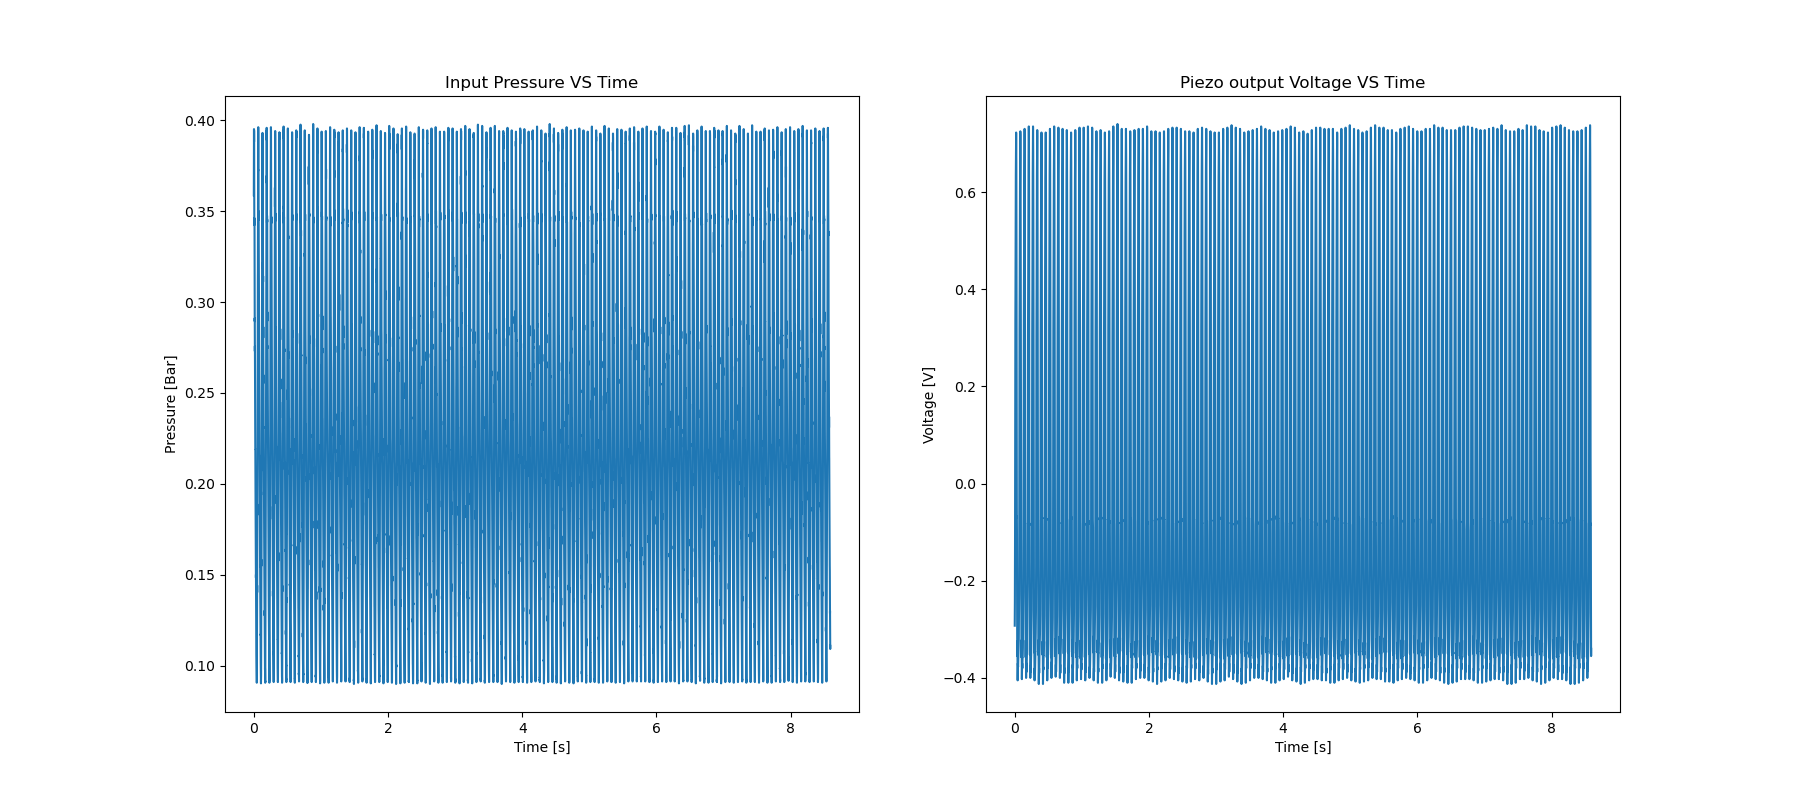 Input Pressure VS Time
0.40
0.35
0.30
0.25
0.20
0.15
0.10
Pressure [Bar]
0 2 4 6 8
Time [s]
Piezo output Voltage VS Time
0.6
0.4
0.2
0.0
−0.2
−0.4
Voltage [V]
0 2 4 6 8
Time [s]